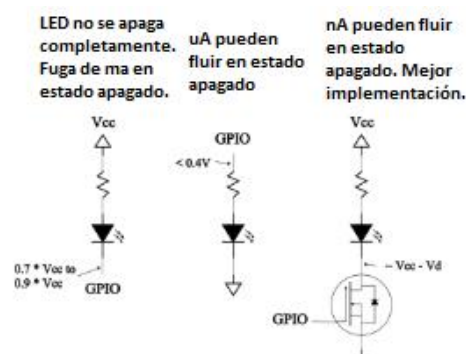 LED no se apaga
completamente.
Fuga de ma en
estado apagado.
uA pueden
fluir en estado
apagado
nA pueden fluir
en estado
apagado. Mejor
implementación.
Vcc
GPIO
< 0.4V
Vcc
0.7 * Vcc to
0.9 * Vcc
GPIO
~ Vcc - Vd
GPIO